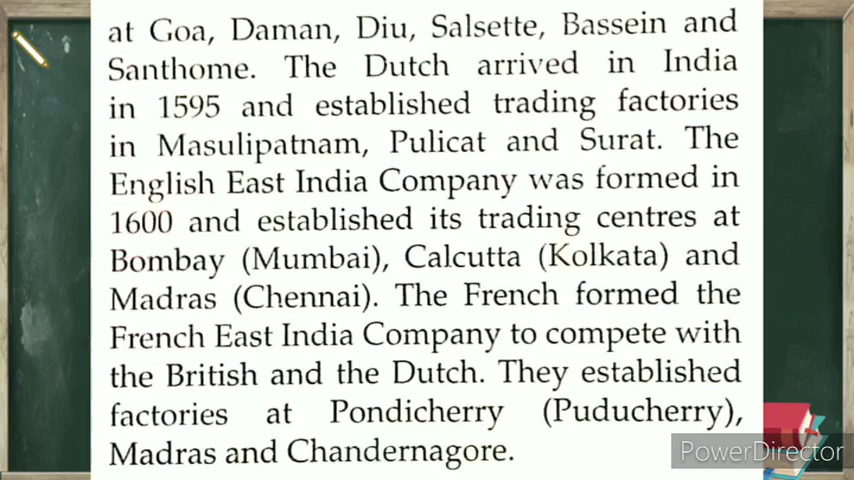 at Goa, Daman, Diu, Salsette, Bassein and
Santhome. The Dutch arrived in India
in 1595 and established trading factories
in Masulipatnam, Pulicat and Surat. The
English East India Company was formed in
1600 and established its trading centres at
Bombay (Mumbai), Calcutta (Kolkata) and
Madras (Chennai). The French formed the
French East India Company to compete with
the British and the Dutch. They established
factories at Pondicherry (Puducherry),
Madras and Chandernagore.
PowerDirector